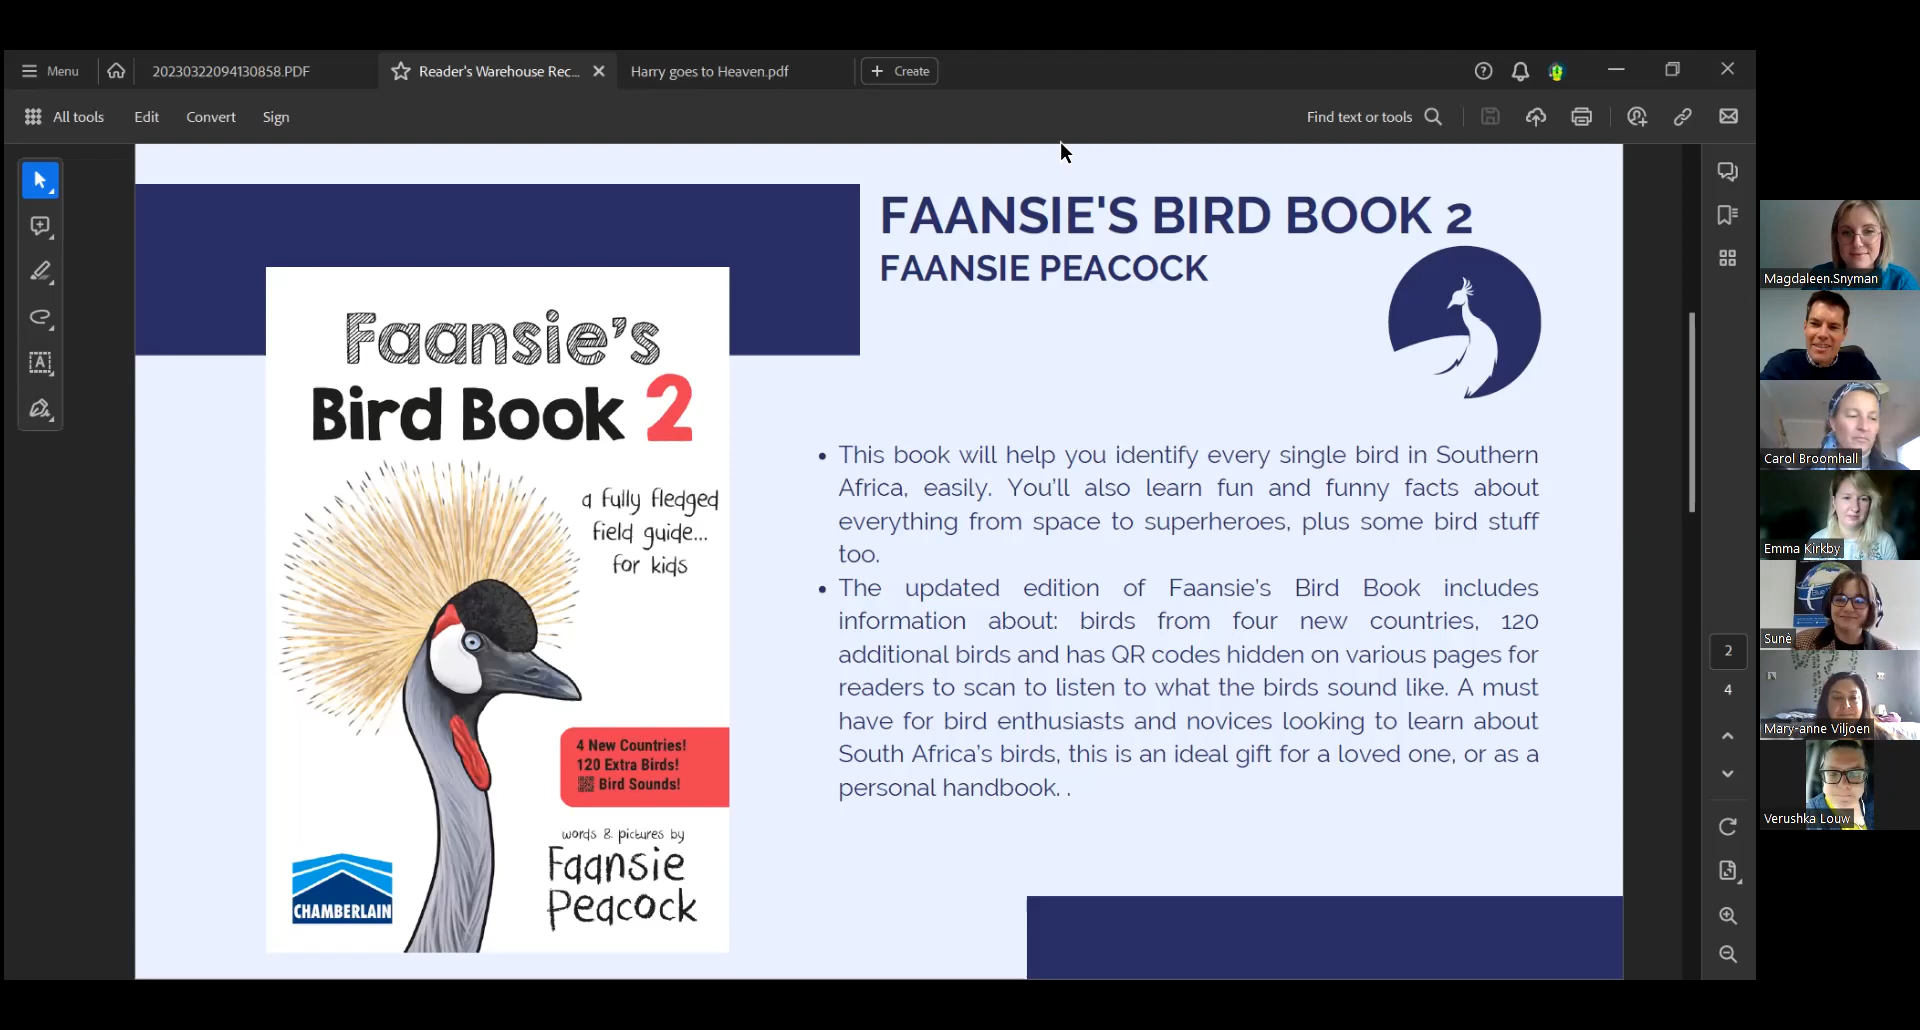 Menu
20230322094130858.PDF
Reader's Warehouse Rec...
Harry goes to Heaven.pdf
Create
All tools
Edit
Convert
Sign
Find text or tools
FAANSIE'S BIRD BOOK 2
FAANSIE PEACOCK
Faansie's
Bird Book 2
a fully fledged
field guide...
for kids
4 New Countries!
120 Extra Birds!
Bird Sounds!
words & pictures by
Faansie
Peacock
CHAMBERLAIN
• This book will help you identify every single bird in Southern
Africa, easily. You'll also learn fun and funny facts about
everything from space to superheroes, plus some bird stuff
too.
• The updated edition of Faansie's Bird Book includes
information about: birds from four new countries, 120
additional birds and has QR codes hidden on various pages for
readers to scan to listen to what the birds sound like. A must
have for bird enthusiasts and novices looking to learn about
South Africa's birds, this is an ideal gift for a loved one, or as a
personal handbook. .
2
4
Magdaleen.Snyman
Carol Broomhall
Emma Kirkby
Suné
Mary-anne Viljoen
Verushka Louw